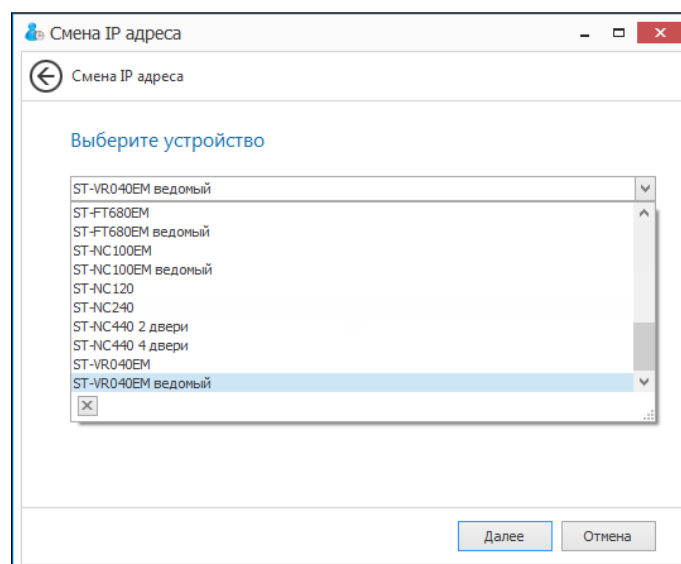 Смена IP адреса
Смена IP адреса
Выберите устройство
ST-VR040EM ведомый
ST-FT680EM
ST-FT680EM ведомый
ST-NC100EM
ST-NC100EM ведомый
ST-NC120
ST-NC240
ST-NC440 2 двери
ST-NC440 4 двери
ST-VR040EM
ST-VR040EM ведомый
Далее Отмена